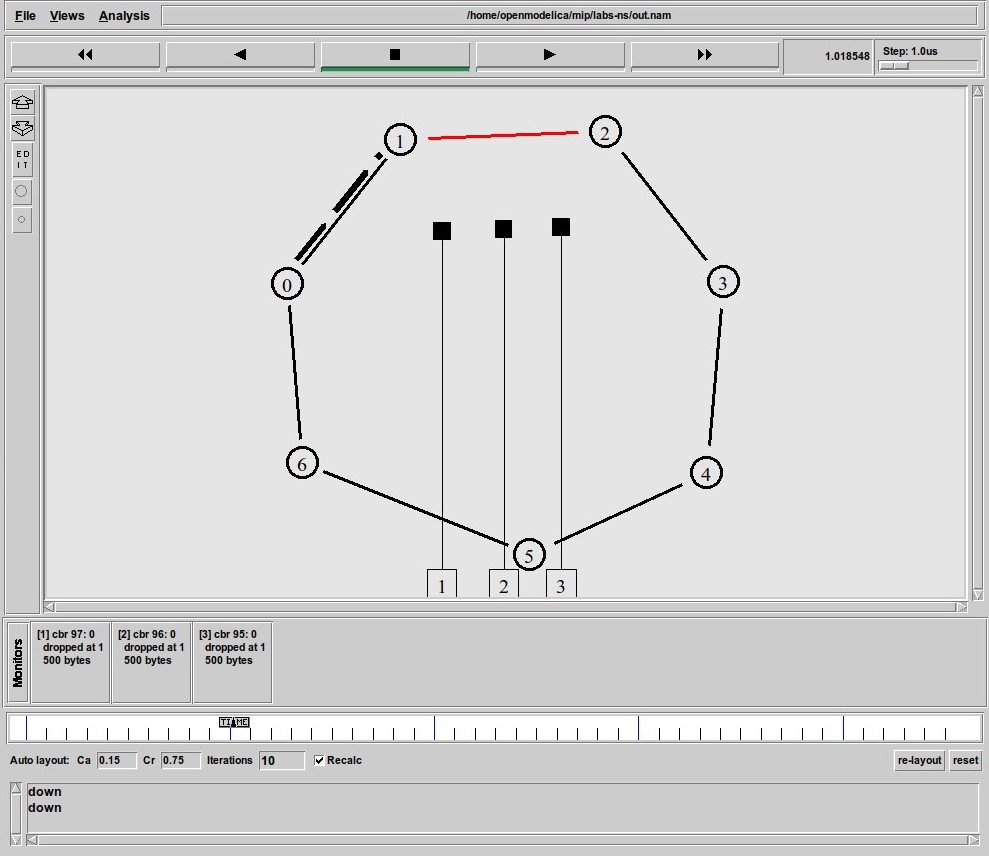 File Views Analysis /home/openmodelica/mip/labs-ns/out.nam
1.018548 Step: 1.0us
ED
IT
1
2
0
3
6
4
5
1 2 3
Monitors
[1] cbr 97: 0
dropped at 1
500 bytes
[2] cbr 96: 0
dropped at 1
500 bytes
[3] cbr 95: 0
dropped at 1
500 bytes
TIME
Auto layout: Ca 0.15 Cr 0.75 Iterations 10 Recalc re-layout reset
down
down